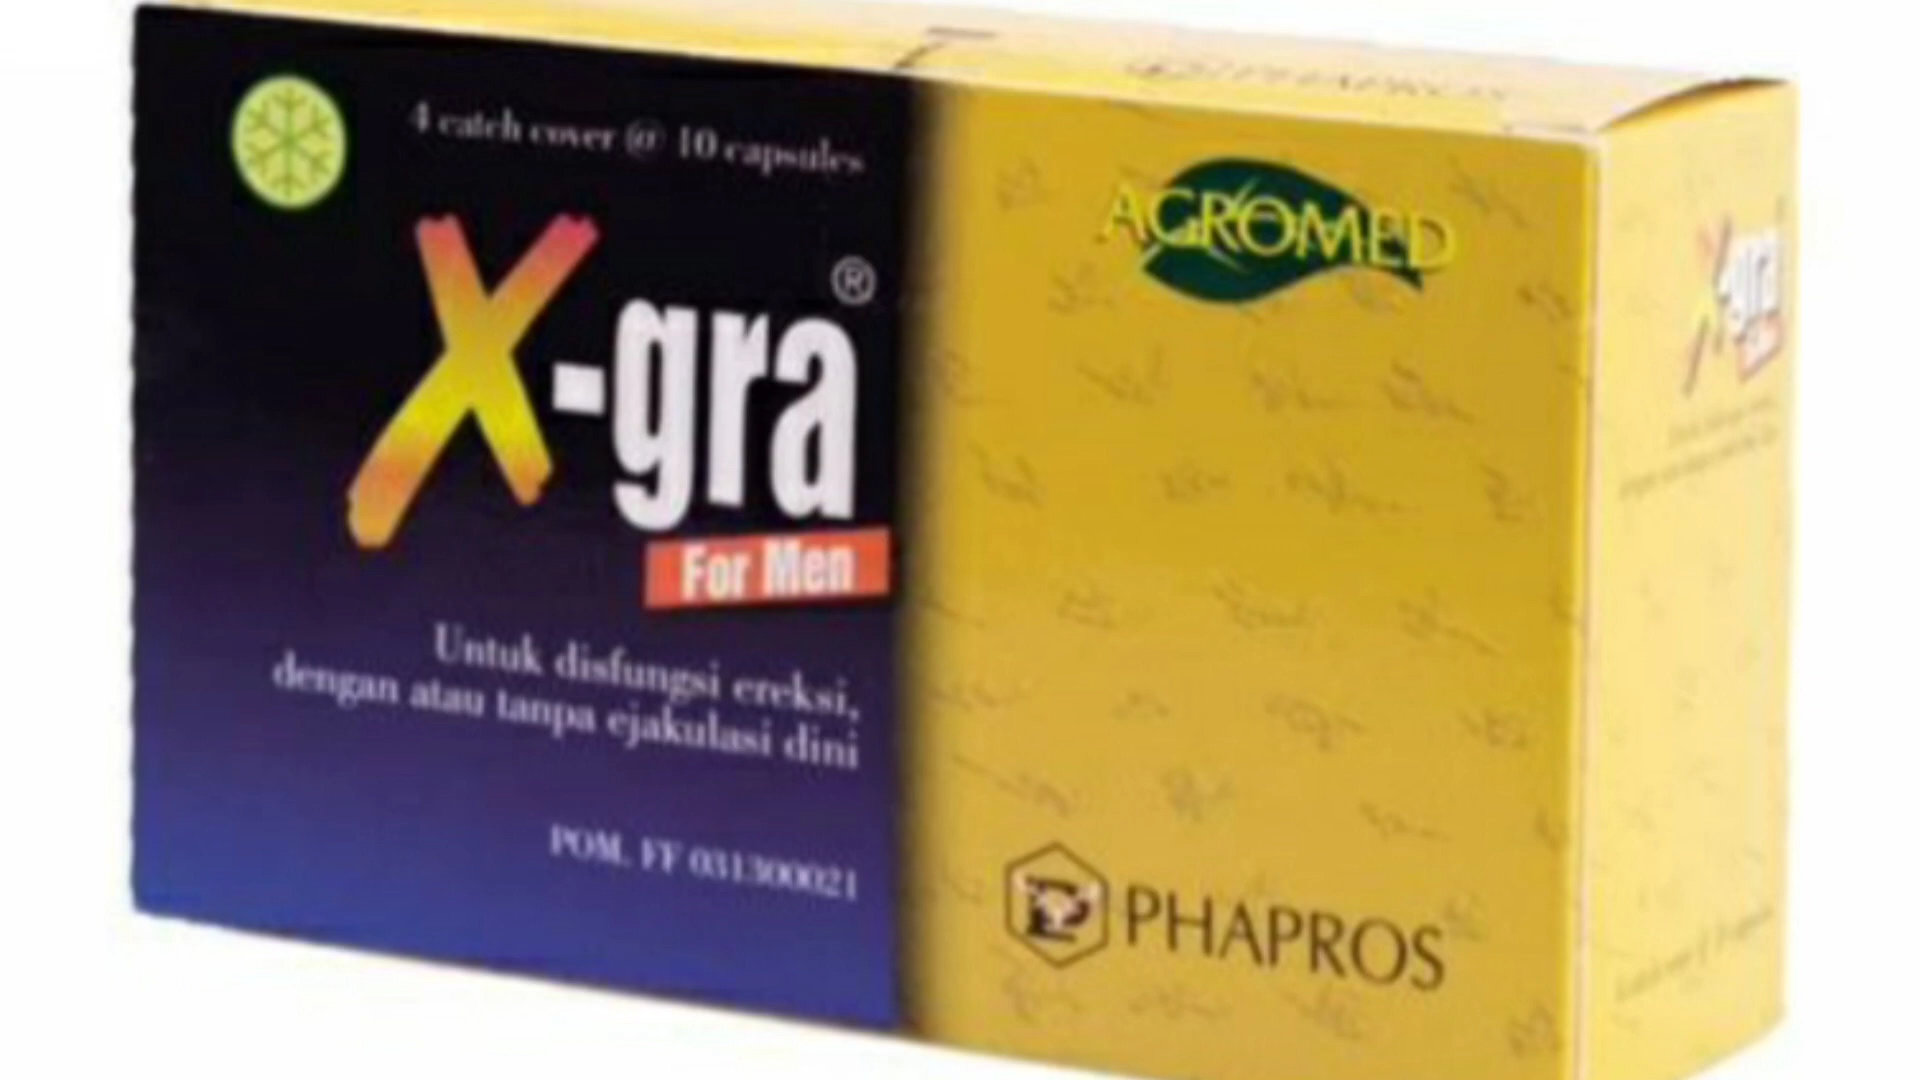 4 catch cover @ 10 capsules
X-gra®
For Men
Untuk disfungsi ereksi,
dengan atau tanpa ejakulasi dini
POM. FF 031300021
AGROMED
PHAPROS
PHAPROS
X-gra